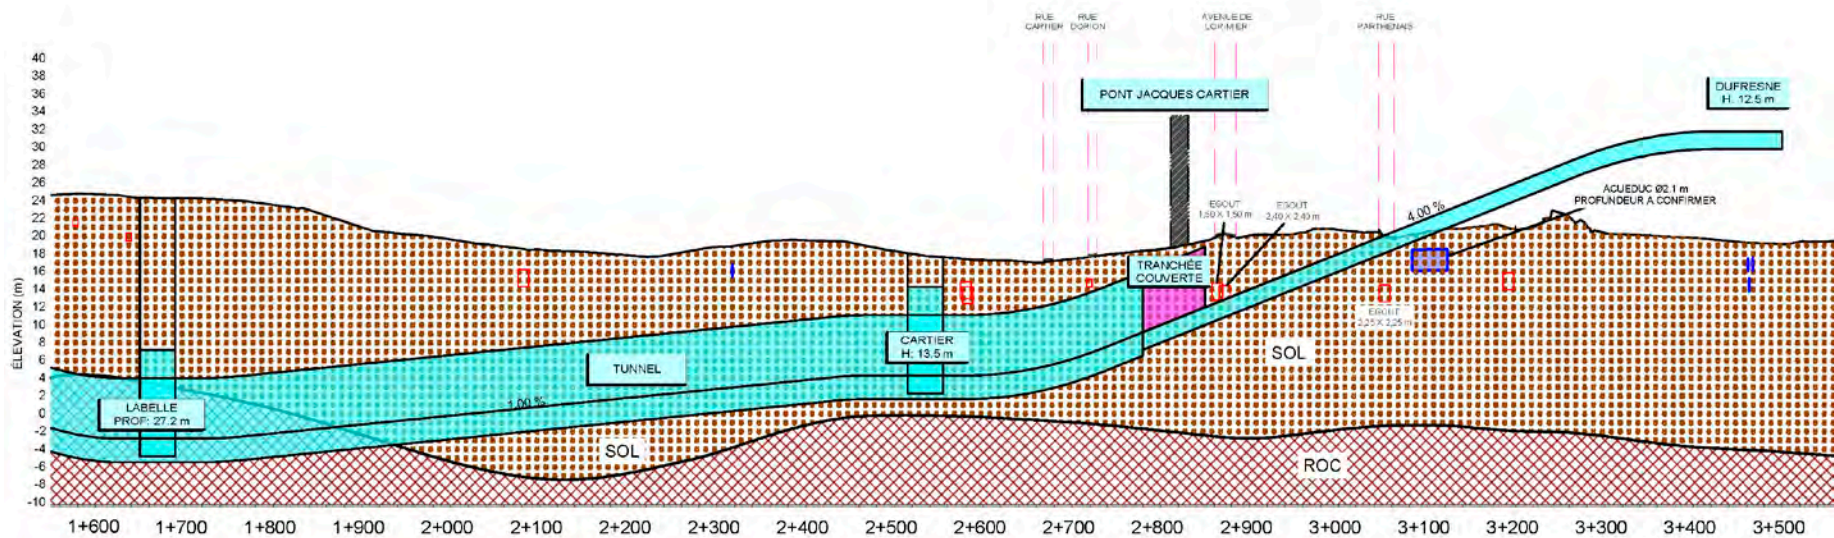 RUE
CARTIER
RUE
DORION
AVENUE DE
LORIMIER
RUE
PARTHENAIS
40
38
36
34
32
30
28
26
24
22
20
18
16
14
12
10
8
6
4
2
0
-2
-4
-6
-8
-10
ÉLEVATION (m)
PONT JACQUES CARTIER
DUFRESNE
H: 12.5 m
ACUEDUC Ø2.1 m
PROFONDEUR A CONFIRMER
4.00 %
EGOUT
1,50 X 1,50 m
EGOUT
2,40 X 2,40 m
TRANCHÉE
COUVERTE
EGOUT
2,25 X 2,25 m
CARTIER
H: 13.5 m
TUNNEL
SOL
1.00 %
LABELLE
PROF: 27.2 m
SOL
ROC
1+600 1+700 1+800 1+900 2+000 2+100 2+200 2+300 2+400 2+500 2+600 2+700 2+800 2+900 3+000 3+100 3+200 3+300 3+400 3+500